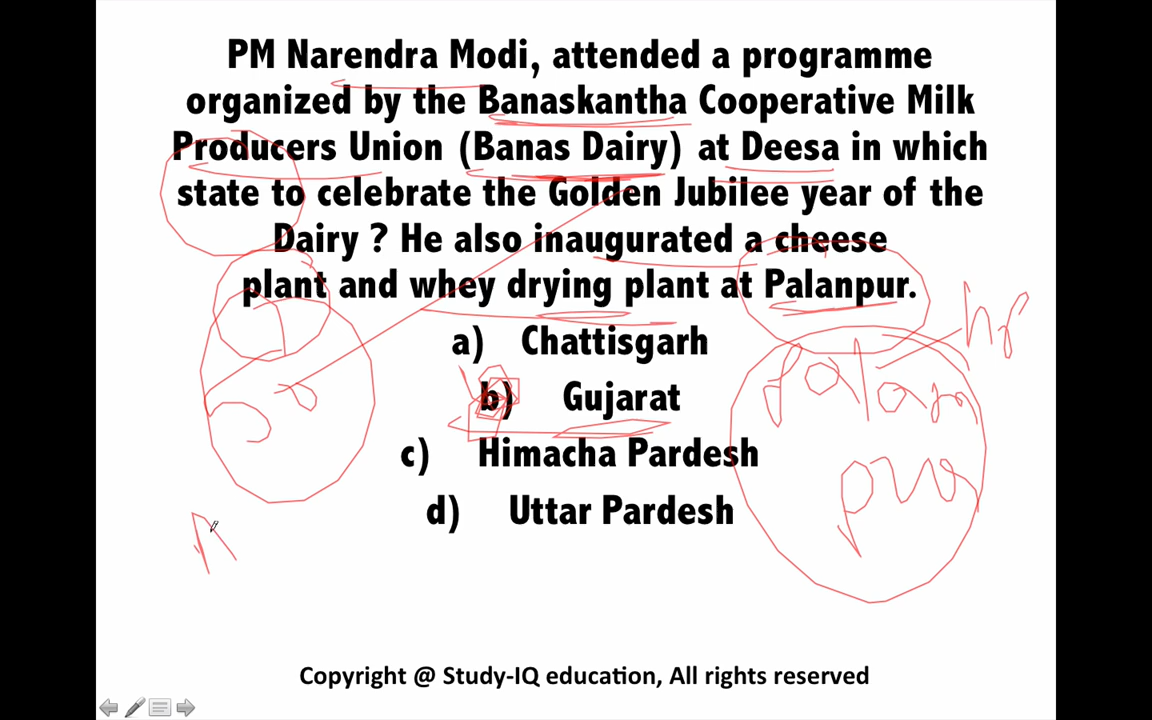 PM Narendra Modi, attended a programme
organized by the Banaskantha Cooperative Milk
Producers Union (Banas Dairy) at Deesa in which
state to celebrate the Golden Jubilee year of the
Dairy ? He also inaugurated a cheese
plant and whey drying plant at Palanpur.
a) Chattisgarh
b) Gujarat
c) Himacha Pardesh
d) Uttar Pardesh
Copyright @ Study-IQ education, All rights reserved